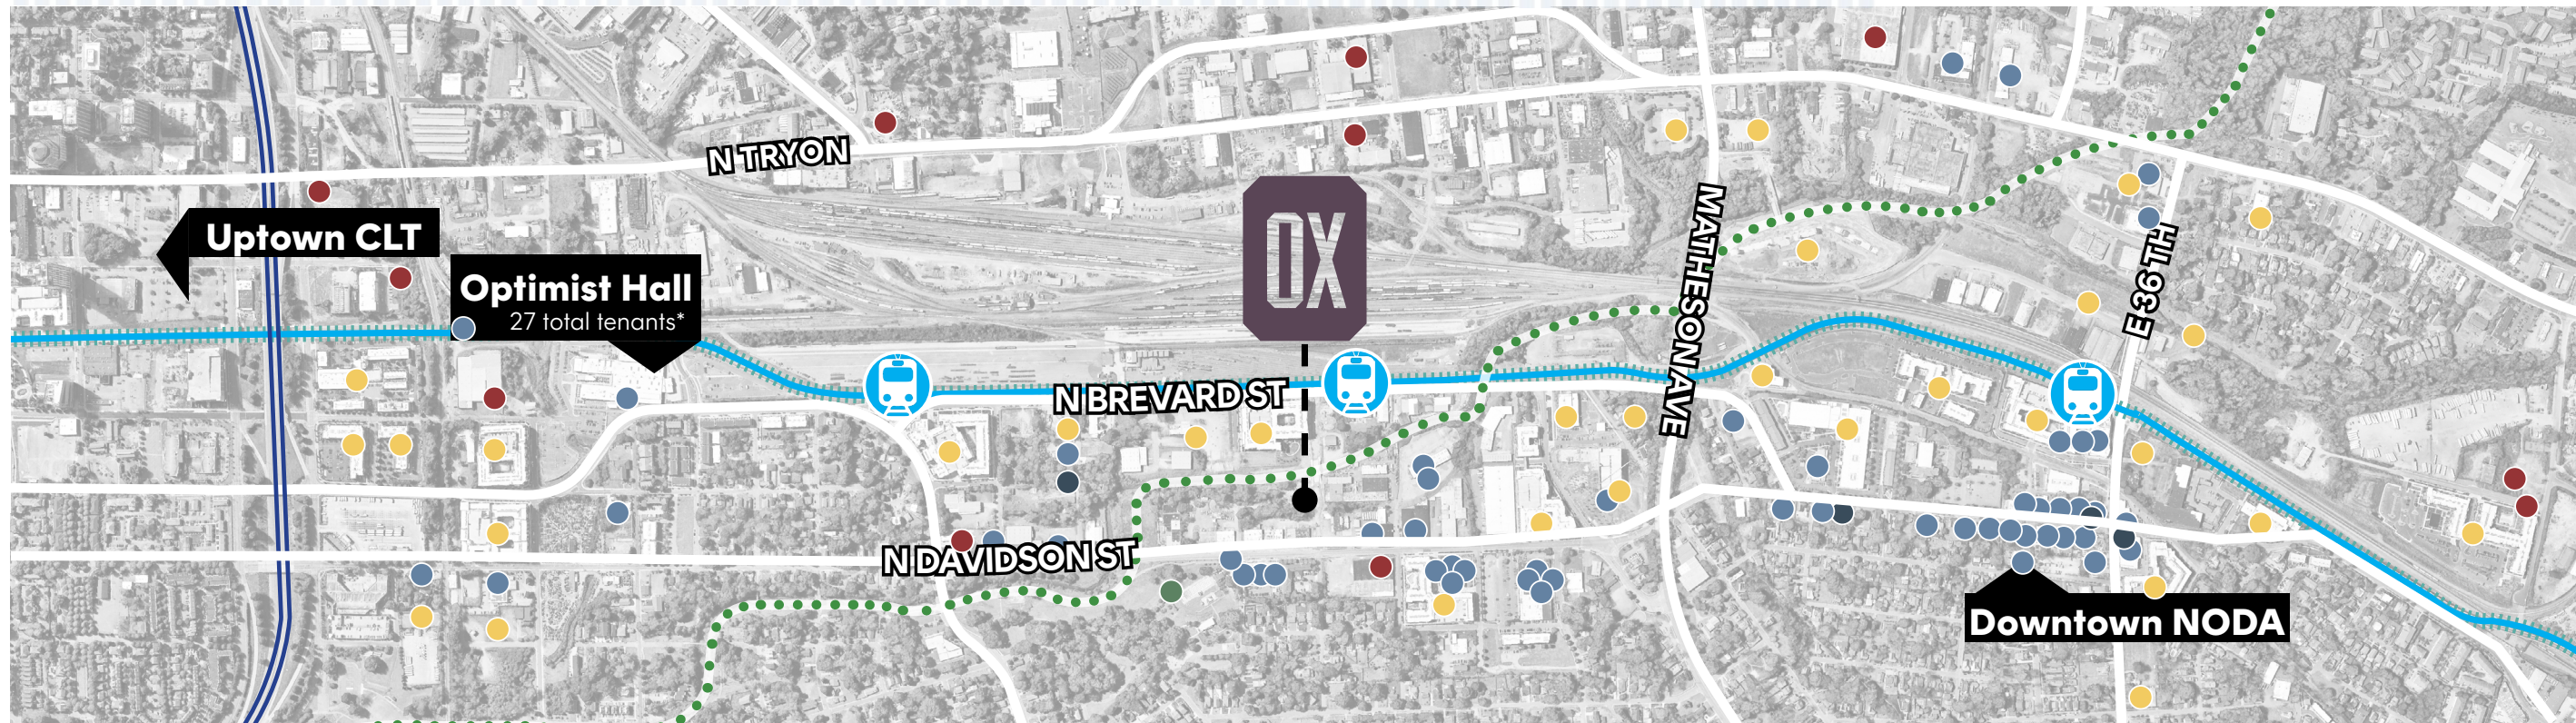 N TRYON
Uptown CLT
Optimist Hall
27 total tenants*
OX
MATHESON AVE
E 36TH
N BREVARD ST
N DAVIDSON ST
Downtown NODA